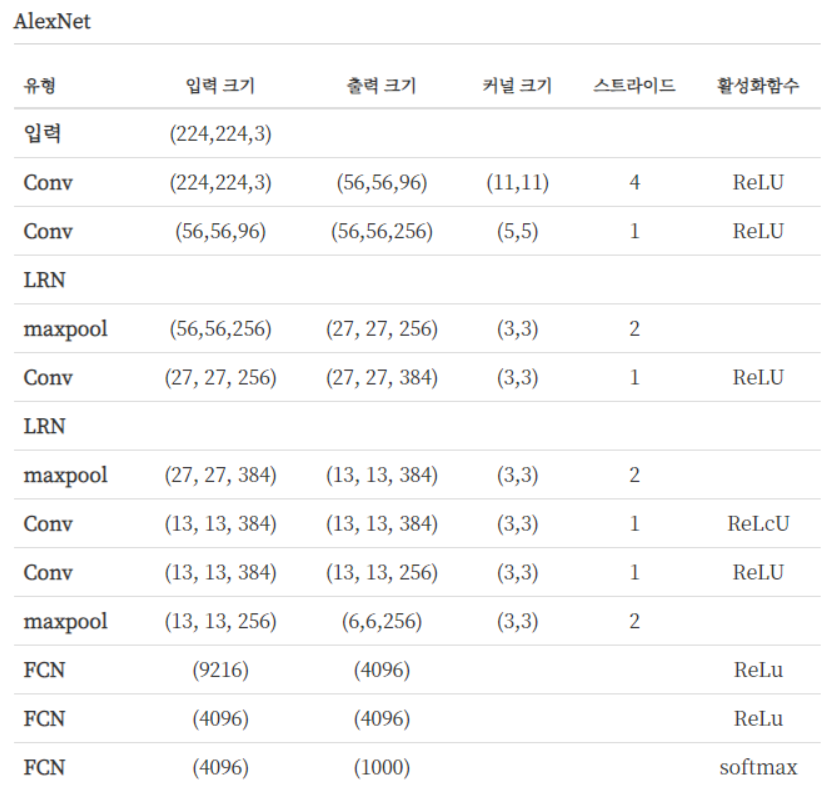 AlexNet
유형 입력 크기 출력 크기 커널 크기 스트라이드 활성화함수
입력 (224,224,3)
Conv (224,224,3) (56,56,96) (11,11) 4 ReLU
Conv (56,56,96) (56,56,256) (5,5) 1 ReLU
LRN
maxpool (56,56,256) (27, 27, 256) (3,3) 2
Conv (27, 27, 256) (27, 27, 384) (3,3) 1 ReLU
LRN
maxpool (27, 27, 384) (13, 13, 384) (3,3) 2
Conv (13, 13, 384) (13, 13, 384) (3,3) 1 ReLcU
Conv (13, 13, 384) (13, 13, 256) (3,3) 1 ReLU
maxpool (13, 13, 256) (6,6,256) (3,3) 2
FCN (9216) (4096) ReLu
FCN (4096) (4096) ReLu
FCN (4096) (1000) softmax